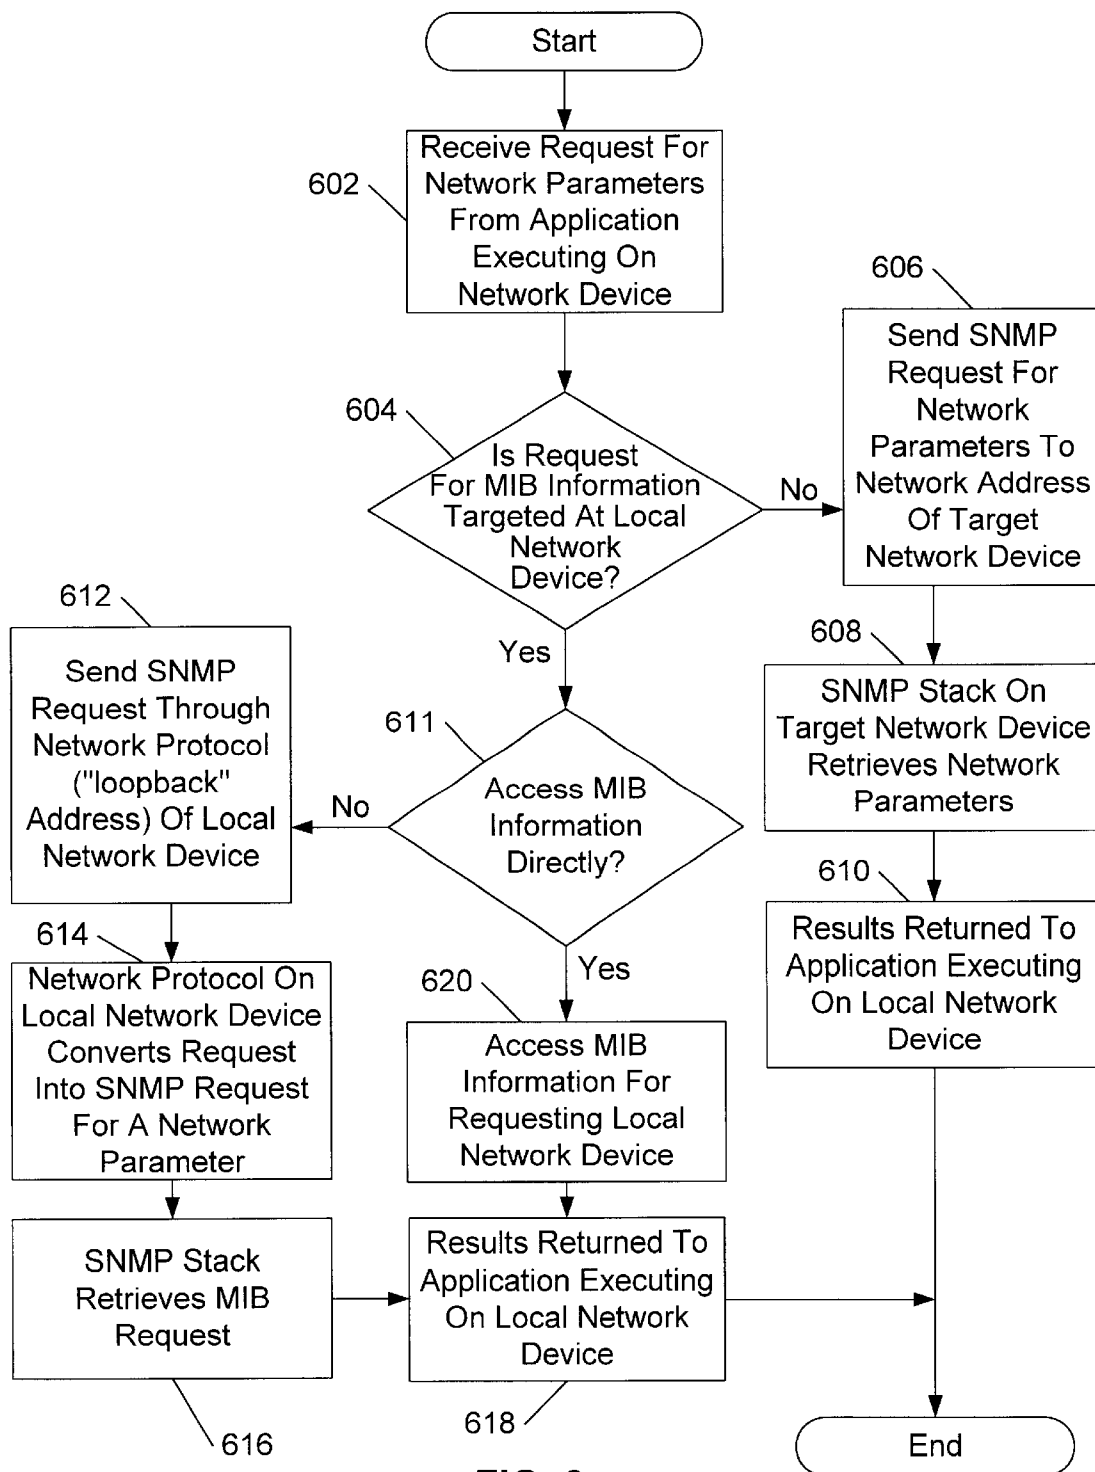 Start
602
Receive Request For
Network Parameters
From Application
Executing On
Network Device
604
Is Request
For MIB Information
Targeted At Local
Network
Device?
No
606
Send SNMP
Request For
Network
Parameters To
Network Address
Of Target
Network Device
Yes
608
SNMP Stack On
Target Network Device
Retrieves Network
Parameters
610
Results Returned To
Application Executing
On Local Network
Device
611
Access MIB
Information
Directly?
No
612
Send SNMP
Request Through
Network Protocol
("loopback"
Address) Of Local
Network Device
614
Network Protocol On
Local Network Device
Converts Request
Into SNMP Request
For A Network
Parameter
SNMP Stack
Retrieves MIB
Request
616
Yes
620
Access MIB
Information For
Requesting Local
Network Device
Results Returned To
Application Executing
On Local Network
Device
618
End